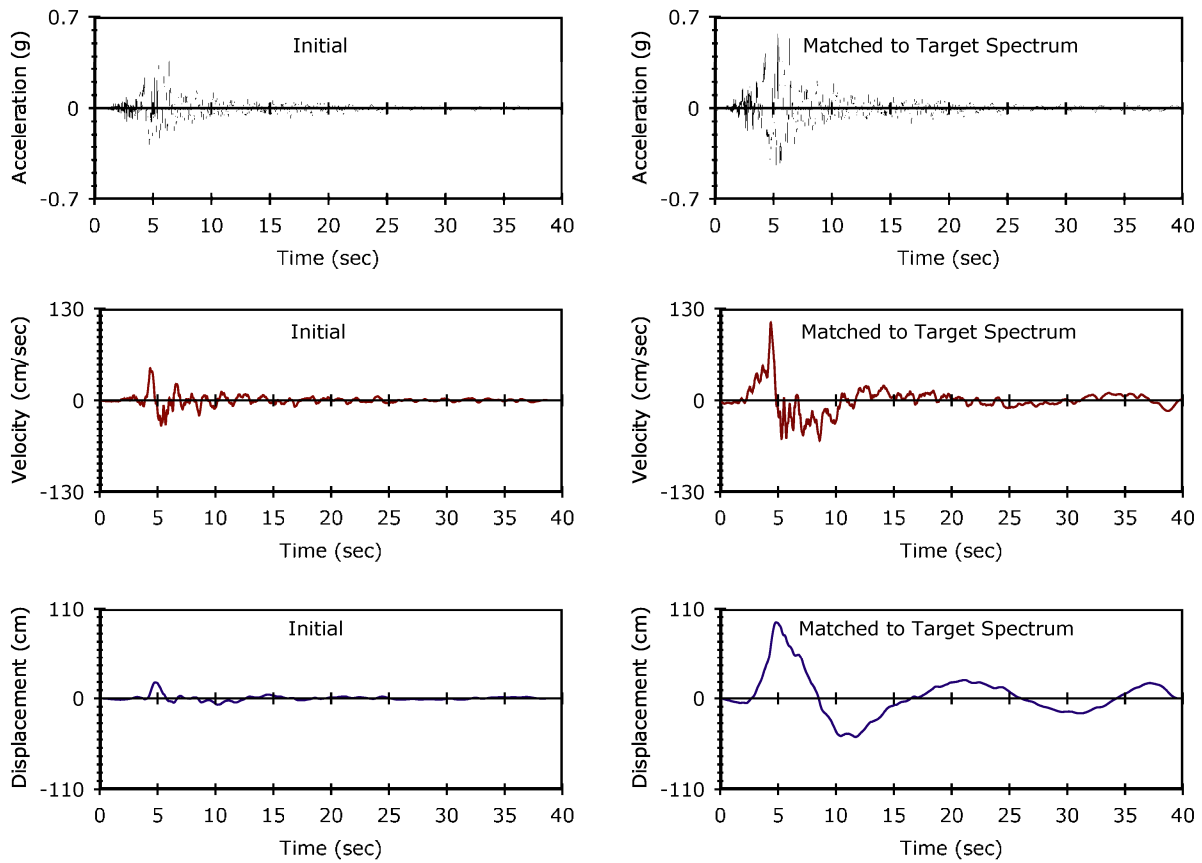 0.7
Initial
0
-0.7
Acceleration (g)
0 5 10 15 20 25 30 35 40
Time (sec)
0.7
Matched to Target Spectrum
0
-0.7
Acceleration (g)
0 5 10 15 20 25 30 35 40
Time (sec)
130
Initial
0
-130
Velocity (cm/sec)
0 5 10 15 20 25 30 35 40
Time (sec)
130
Matched to Target Spectrum
0
-130
Velocity (cm/sec)
0 5 10 15 20 25 30 35 40
Time (sec)
110
Initial
0
-110
Displacement (cm)
0 5 10 15 20 25 30 35 40
Time (sec)
110
Matched to Target Spectrum
0
-110
Displacement (cm)
0 5 10 15 20 25 30 35 40
Time (sec)